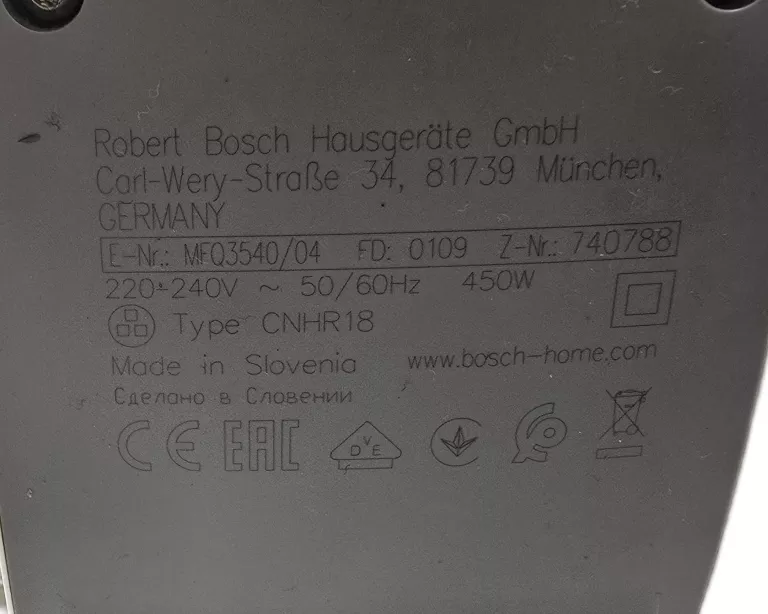 Robert Bosch Hausgeräte GmbH
Carl-Wery-Straße 34, 81739 München,
GERMANY
E-Nr.: MFQ3540/04 FD: 0109 Z-Nr.: 740788
220-240V ~ 50/60Hz 450W
Type CNHR18
Made in Slovenia www.bosch-home.com
Сделано в Словении
CE EAC DVE